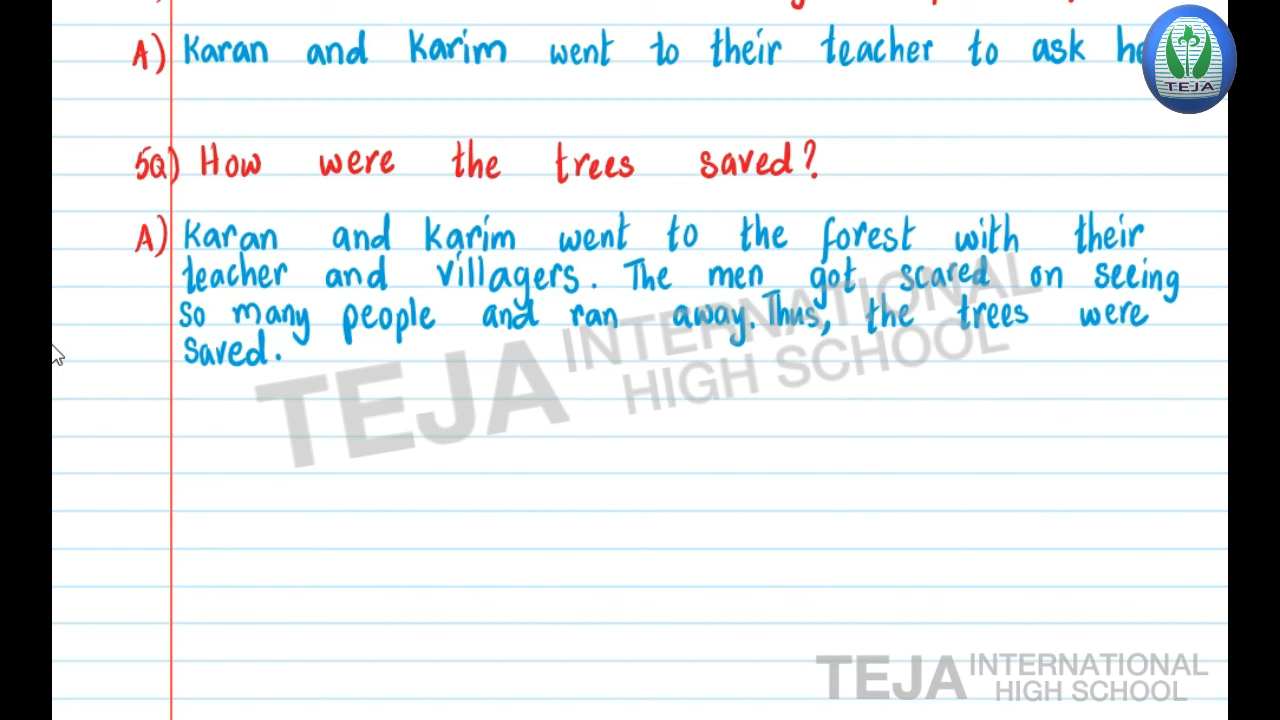 A) Karan and Karim went to their teacher to ask
TEJA
5Q) How were the trees saved?
A) Karan and Karim went to the forest with their
teacher and villagers. The men got scared on seeing
so many people and ran away. Thus, the trees were
saved.
TEJA INTERNATIONAL
HIGH SCHOOL
TEJA INTERNATIONAL
HIGH SCHOOL